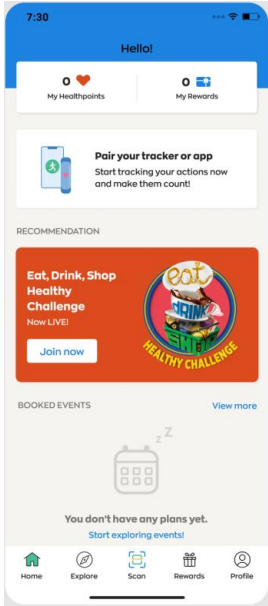 7:30
Hello!
0
My Healthpoints
0
My Rewards
Pair your tracker or app
Start tracking your actions now
and make them count!
RECOMMENDATION
Eat, Drink, Shop
Healthy
Challenge
Now LIVE!
Join now
eat
DRINK
SHOP
HEALTHY CHALLENGE
BOOKED EVENTS
View more
z Z
You don't have any plans yet.
Start exploring events!
Home
Explore
Scan
Rewards
Profile